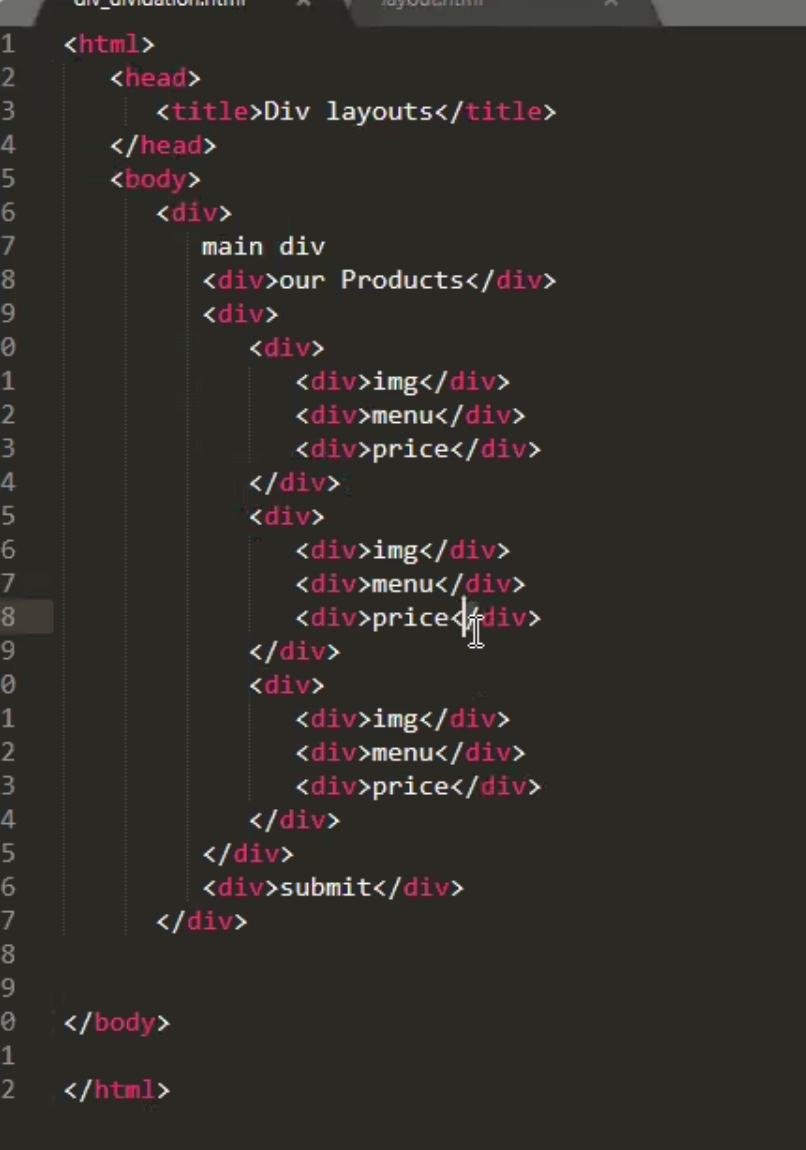 div_dividation.html × layout.html ×
1 <html>
2 <head>
3 <title>Div layouts</title>
4 </head>
5 <body>
6 <div>
7 main div
8 <div>our Products</div>
9 <div>
0 <div>
1 <div>img</div>
2 <div>menu</div>
3 <div>price</div>
4 </div>
5 <div>
6 <div>img</div>
7 <div>menu</div>
8 <div>price</div>
9 </div>
0 <div>
1 <div>img</div>
2 <div>menu</div>
3 <div>price</div>
4 </div>
5 </div>
6 <div>submit</div>
7 </div>
8
9
0 </body>
1
2 </html>